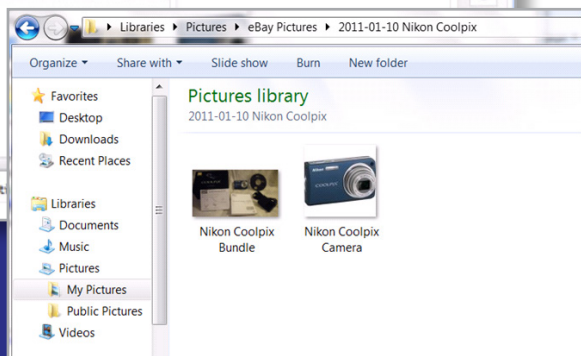 Libraries Pictures eBay Pictures 2011-01-10 Nikon Coolpix
Organize Share with Slide show Burn New folder
Favorites
Desktop
Downloads
Recent Places
Libraries
Documents
Music
Pictures
My Pictures
Public Pictures
Videos
Pictures library
2011-01-10 Nikon Coolpix
Nikon Coolpix
Bundle
COOLPIX
Nikon Coolpix
Camera